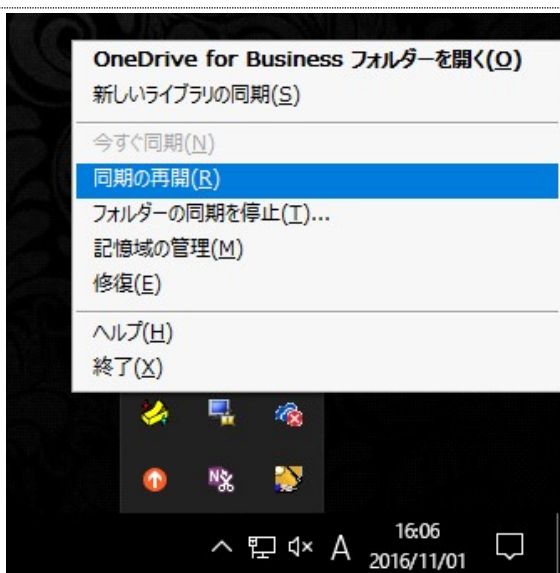 OneDrive for Business フォルダーを開く(O)
新しいライブラリの同期(S)
今すぐ同期(N)
同期の再開(R)
フォルダーの同期を停止(T)...
記憶域の管理(M)
修復(E)
ヘルプ(H)
終了(X)
N
A
16:06
2016/11/01